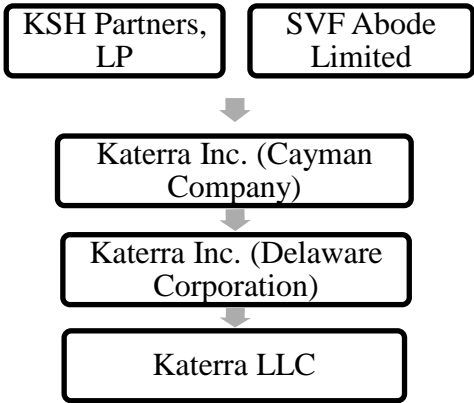 KSH Partners,
LP
SVF Abode
Limited
Katerra Inc. (Cayman
Company)
Katerra Inc. (Delaware
Corporation)
Katerra LLC